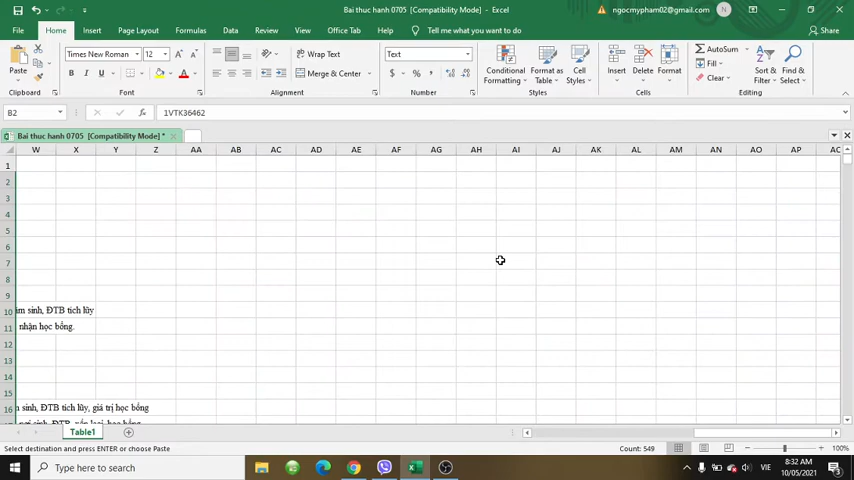 Bai thuc hanh 0705 [Compatibility Mode] - Excel
ngocmypham02@gmail.com
N
File Home Insert Page Layout Formulas Data Review View Office Tab Help Tell me what you want to do Share
Times New Roman 12
Wrap Text
Text
AutoSum
Paste
B I U
Merge & Center
$ % ,
Conditional Formatting
Format as Table
Cell Styles
Insert Delete Format
Fill
Clear
Sort & Filter
Find & Select
Clipboard Font Alignment Number Styles Cells Editing
B2
fx
1VTK36462
Bai thuc hanh 0705 [Compatibility Mode] *
W X Y Z AA AB AC AD AE AF AG AH AI AJ AK AL AM AN AO AP
1
2
3
4
5
6
7
8
9
10 ăm sinh, ĐTB tích lũy
11 nhận học bổng.
12
13
14
15
16 n sinh, ĐTB tích lũy, giá trị học bổng
Table1
Select destination and press ENTER or choose Paste
Count: 549
100%
Type here to search
VIE
8:32 AM
10/05/2021
3